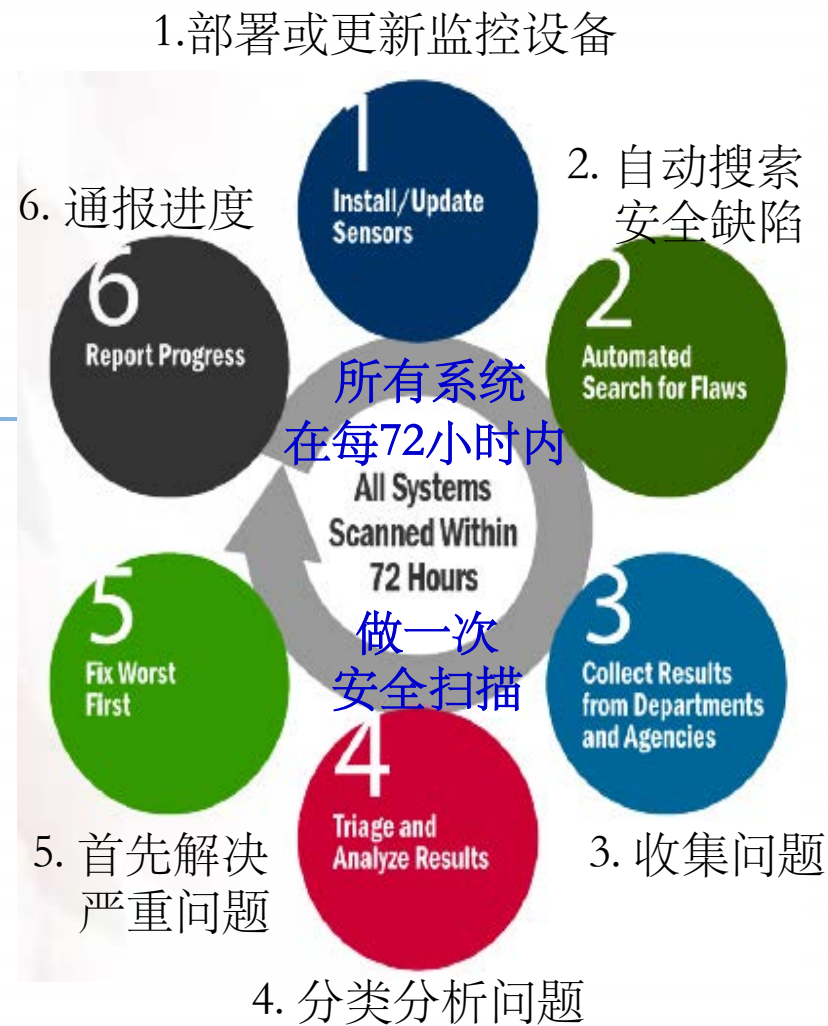 1.部署或更新监控设备
1
Install/Update
Sensors
2. 自动搜索
安全缺陷
2
Automated
Search for Flaws
3
Collect Results
from Departments
and Agencies
3. 收集问题
4
Triage and
Analyze Results
4. 分类分析问题
5
Fix Worst
First
5. 首先解决
严重问题
6. 通报进度
6
Report Progress
所有系统
在每72小时内
All Systems
Scanned Within
72 Hours
做一次
安全扫描